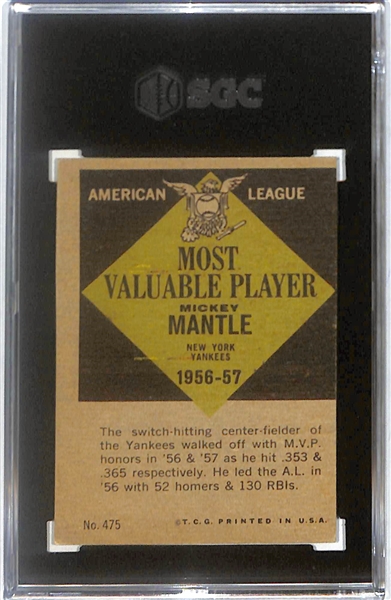 SGC
AMERICAN LEAGUE
MOST
VALUABLE PLAYER
MICKEY
MANTLE
NEW YORK
YANKEES
1956-57
The switch-hitting center-fielder of
the Yankees walked off with M.V.P.
honors in '56 & '57 as he hit .353 &
.365 respectively. He led the A.L. in
'56 with 52 homers & 130 RBIs.
No. 475 ©T.C.G. PRINTED IN U.S.A.